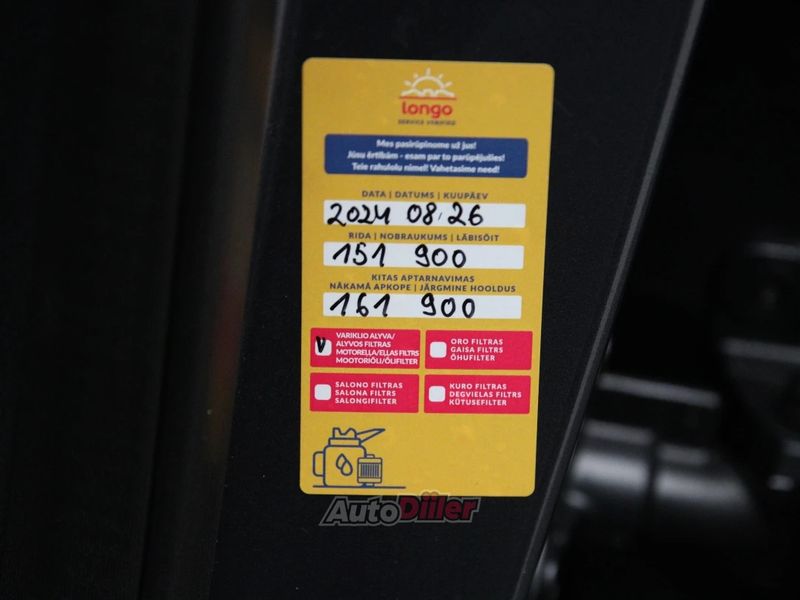 longo
SERVICE VERIFIED
Mes pasirūpinome už jus!
Jūsu ērtībām - esam par to parūpējušies!
Teie rahulolu nimel! Vahetasime need!
DATA | DATUMS | KUUPÄEV
2024 08.26
RIDA | NOBRAUKUMS | LÄBISÕIT
151 900
KITAS APTARNAVIMAS
NĀKAMĀ APKOPE | JÄRGMINE HOOLDUS
161 900
V
VARIKLIO ALYVA/
ALYVOS FILTRAS
MOTOREĻĻA/EĻĻAS FILTRS
MOOTORIÕLI/ÕLIFILTER
ORO FILTRAS
GAISA FILTRS
ÕHUFILTER
SALONO FILTRAS
SALONA FILTRS
SALONGIFILTER
KURO FILTRAS
DEGVIELAS FILTRS
KÜTUSEFILTER
AutoDiiler